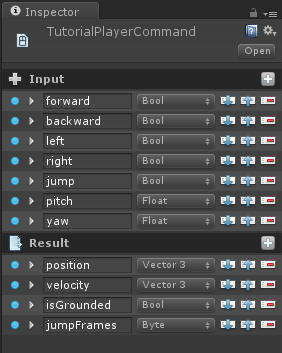 Inspector
TutorialPlayerCommand
Open
Input
forward Bool
backward Bool
left Bool
right Bool
jump Bool
pitch Float
yaw Float
Result
position Vector 3
velocity Vector 3
isGrounded Bool
jumpFrames Byte